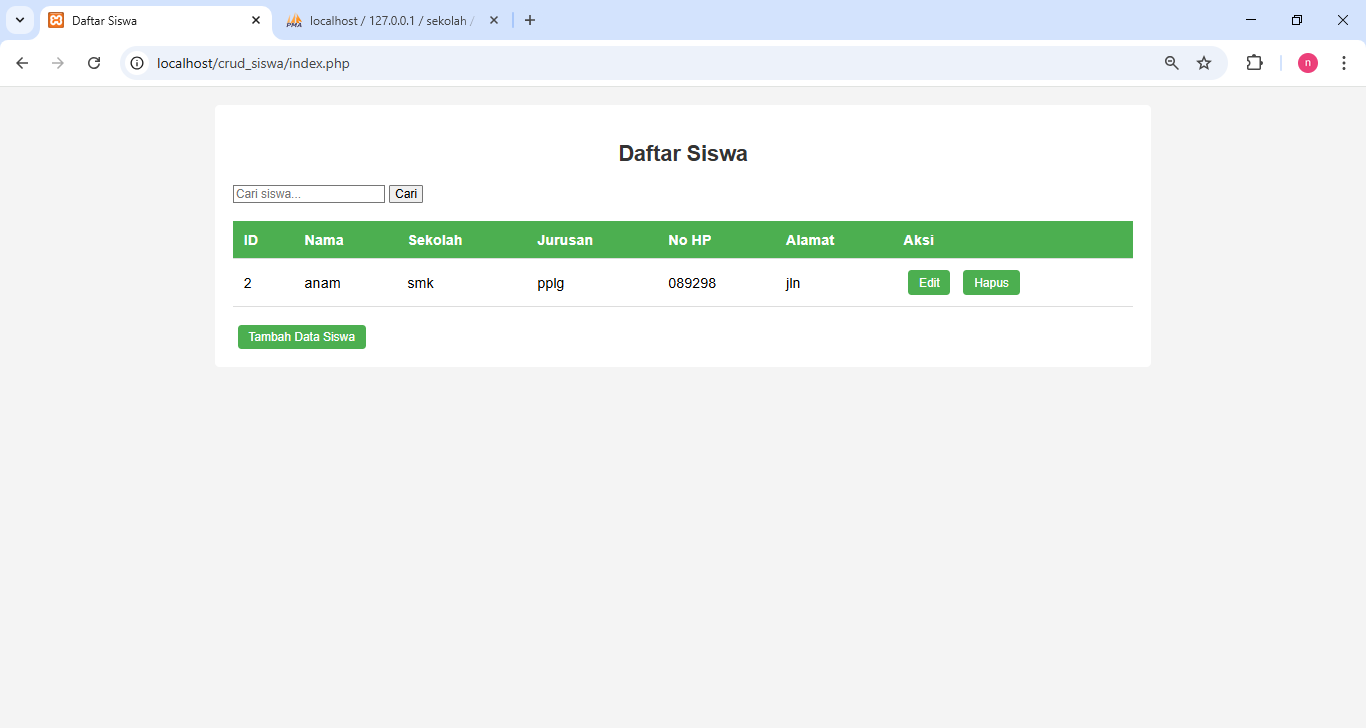 Daftar Siswa
localhost / 127.0.0.1 / sekolah /
localhost/crud_siswa/index.php
n
Daftar Siswa
Cari siswa... Cari
ID Nama Sekolah Jurusan No HP Alamat Aksi
2 anam smk pplg 089298 jln Edit Hapus
Tambah Data Siswa